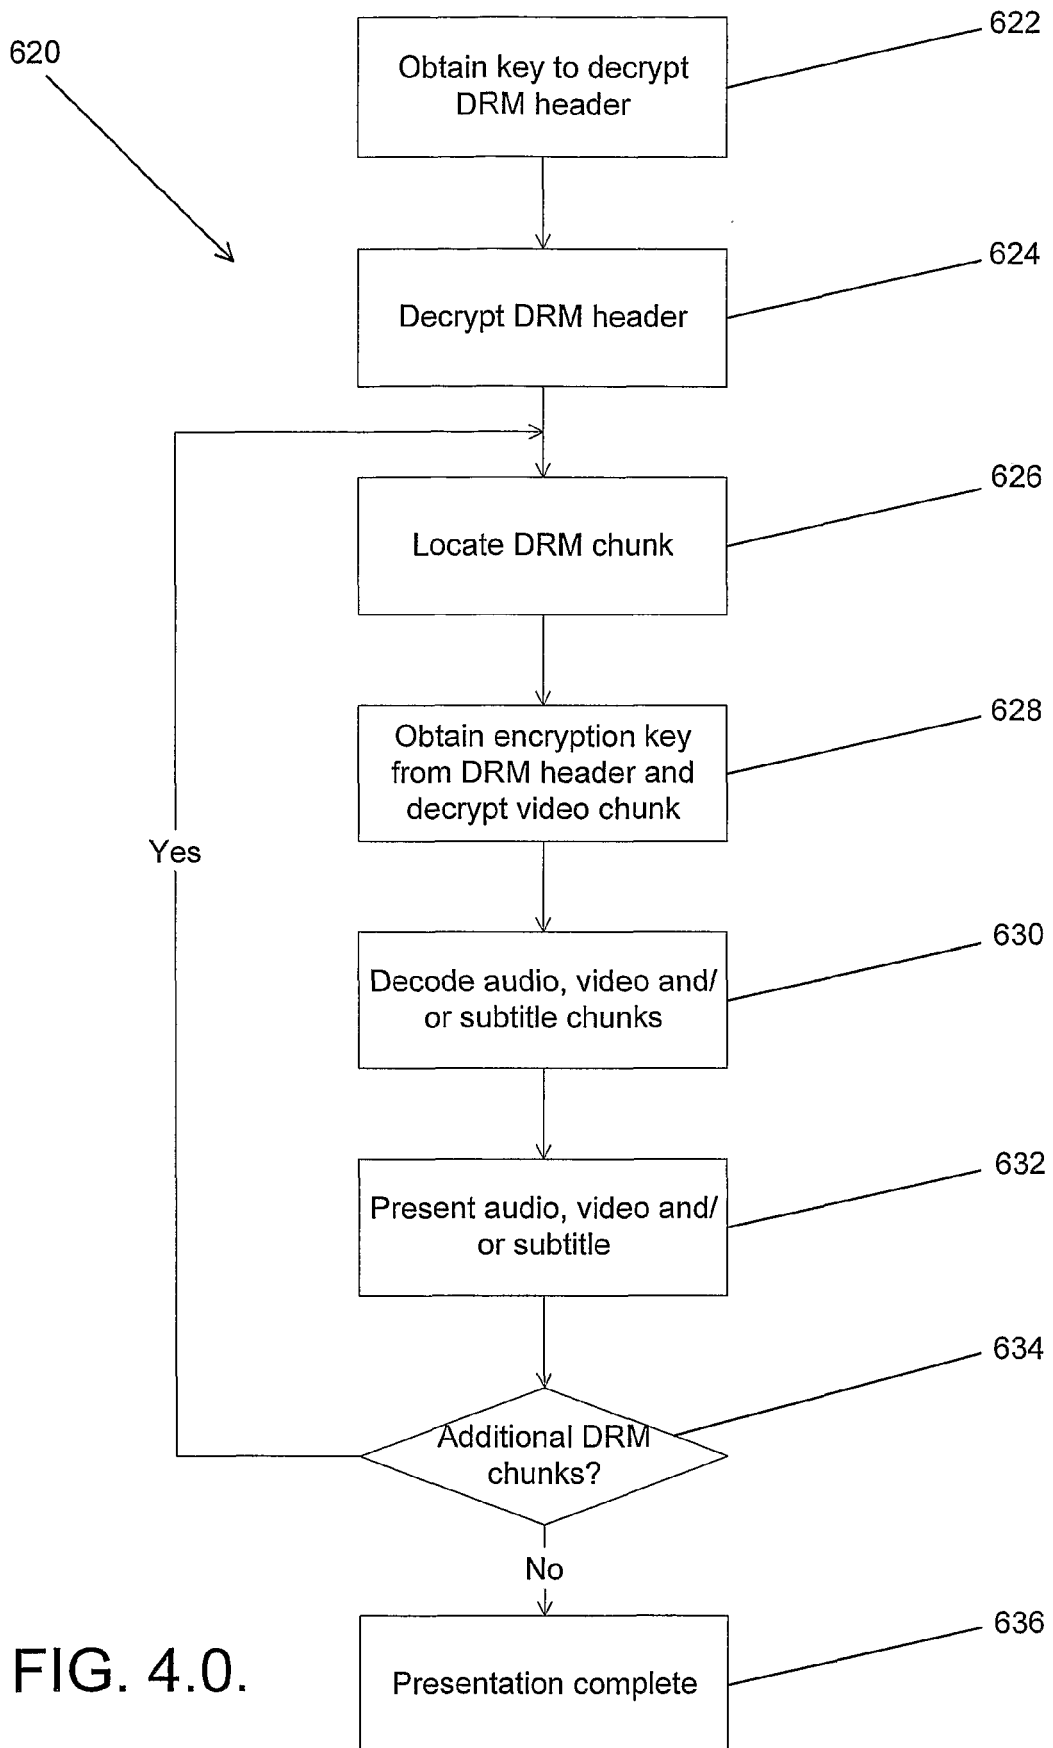 622
620
Obtain key to decrypt
DRM header
624
Decrypt DRM header
626
Locate DRM chunk
628
Obtain encryption key
from DRM header and
decrypt video chunk
Yes
630
Decode audio, video and/
or subtitle chunks
632
Present audio, video and/
or subtitle
634
Additional DRM
chunks?
No
636
FIG. 4.0.
Presentation complete